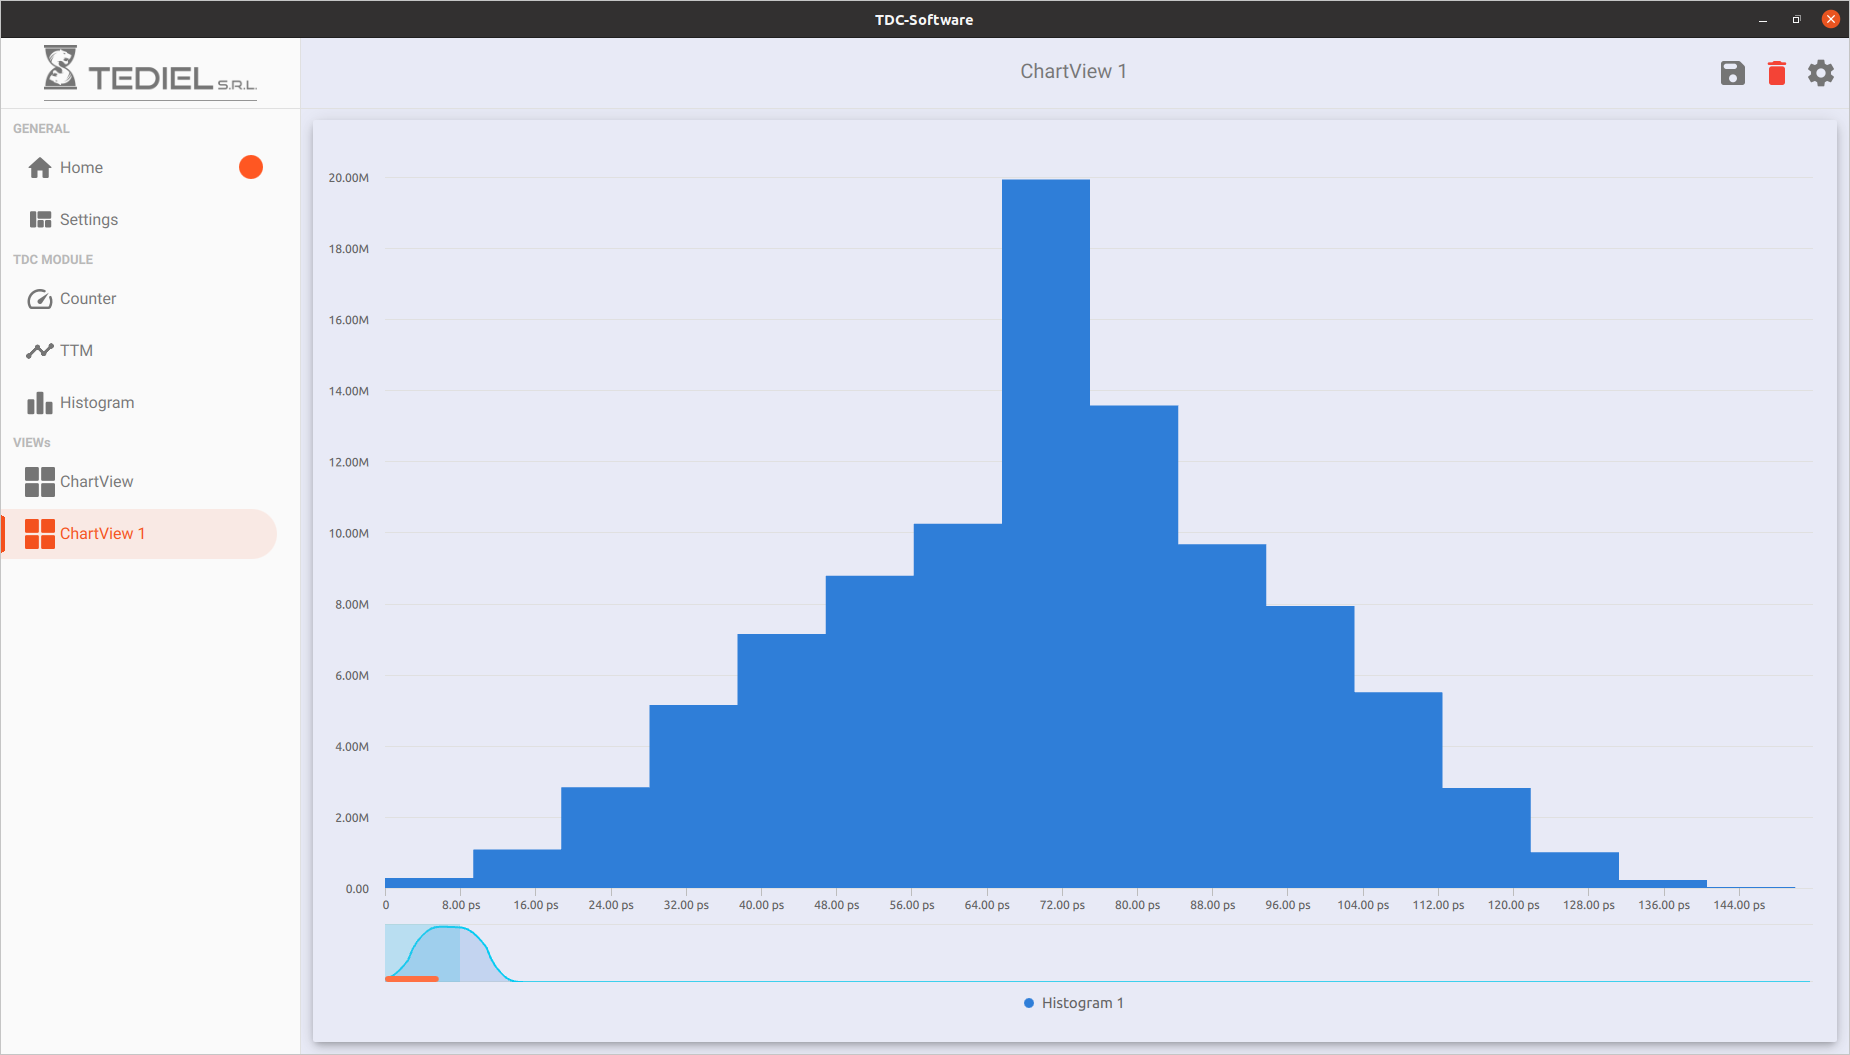 TDC-Software
TEDIEL S.R.L.
ChartView 1
GENERAL
Home
Settings
TDC MODULE
Counter
TTM
Histogram
VIEWs
ChartView
ChartView 1
20.00M
18.00M
16.00M
14.00M
12.00M
10.00M
8.00M
6.00M
4.00M
2.00M
0.00
0 8.00 ps 16.00 ps 24.00 ps 32.00 ps 40.00 ps 48.00 ps 56.00 ps 64.00 ps 72.00 ps 80.00 ps 88.00 ps 96.00 ps 104.00 ps 112.00 ps 120.00 ps 128.00 ps 136.00 ps 144.00 ps
Histogram 1